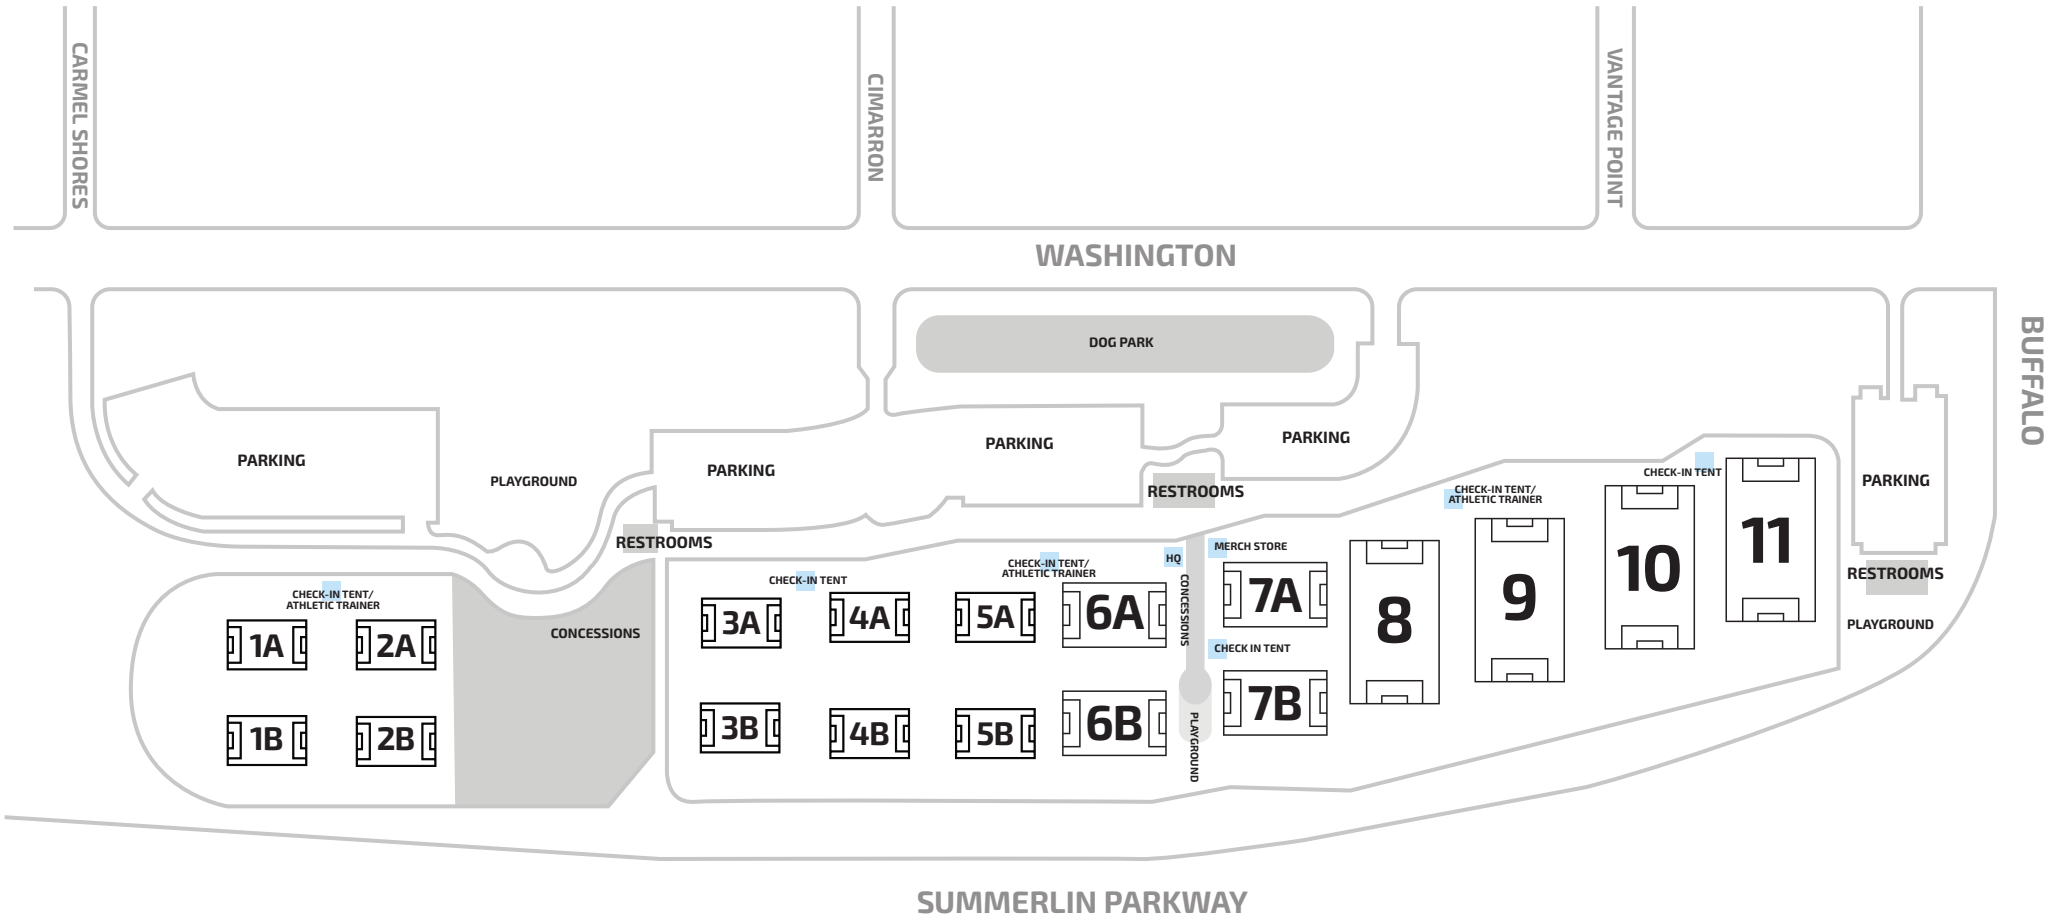 CARMEL SHORES
CIMARRON
VANTAGE POINT
WASHINGTON
BUFFALO
DOG PARK
PARKING
PLAYGROUND
PARKING
PARKING
PARKING
PARKING
RESTROOMS
RESTROOMS
RESTROOMS
PLAYGROUND
CHECK-IN TENT/
ATHLETIC TRAINER
1A
2A
1B
2B
CONCESSIONS
CHECK-IN TENT
3A
4A
3B
4B
CHECK-IN TENT/
ATHLETIC TRAINER
5A
6A
5B
6B
HQ
CONCESSIONS
PLAYGROUND
MERCH STORE
7A
CHECK IN TENT
7B
8
CHECK-IN TENT/
ATHLETIC TRAINER
9
CHECK-IN TENT
10
11
SUMMERLIN PARKWAY